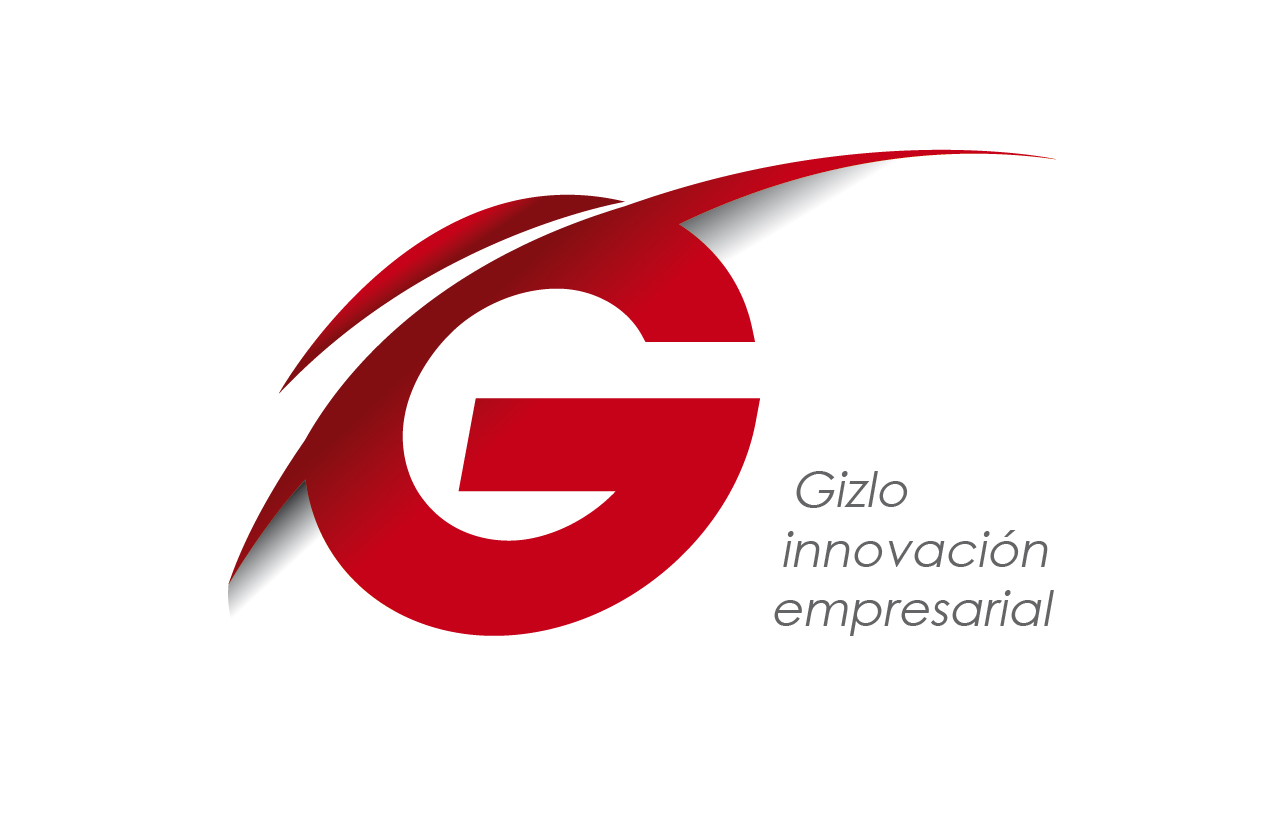 G
Gizlo
innovación
empresarial